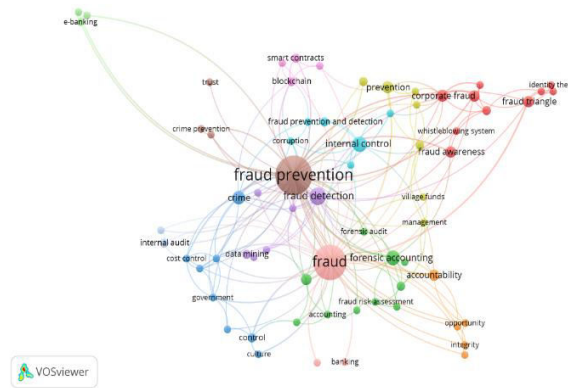 e-banking
smart contracts
trust
blockchain
prevention
corporate fraud
identity the
fraud triangle
crime prevention
fraud prevention and detection
corruption
internal control
whistleblowing system
fraud awareness
fraud prevention
crime
fraud detection
village funds
management
forensic audit
internal audit
data mining
cost control
fraud
forensic accounting
accountability
government
fraud risk assessment
accounting
opportunity
control
integrity
culture
banking
VOSviewer